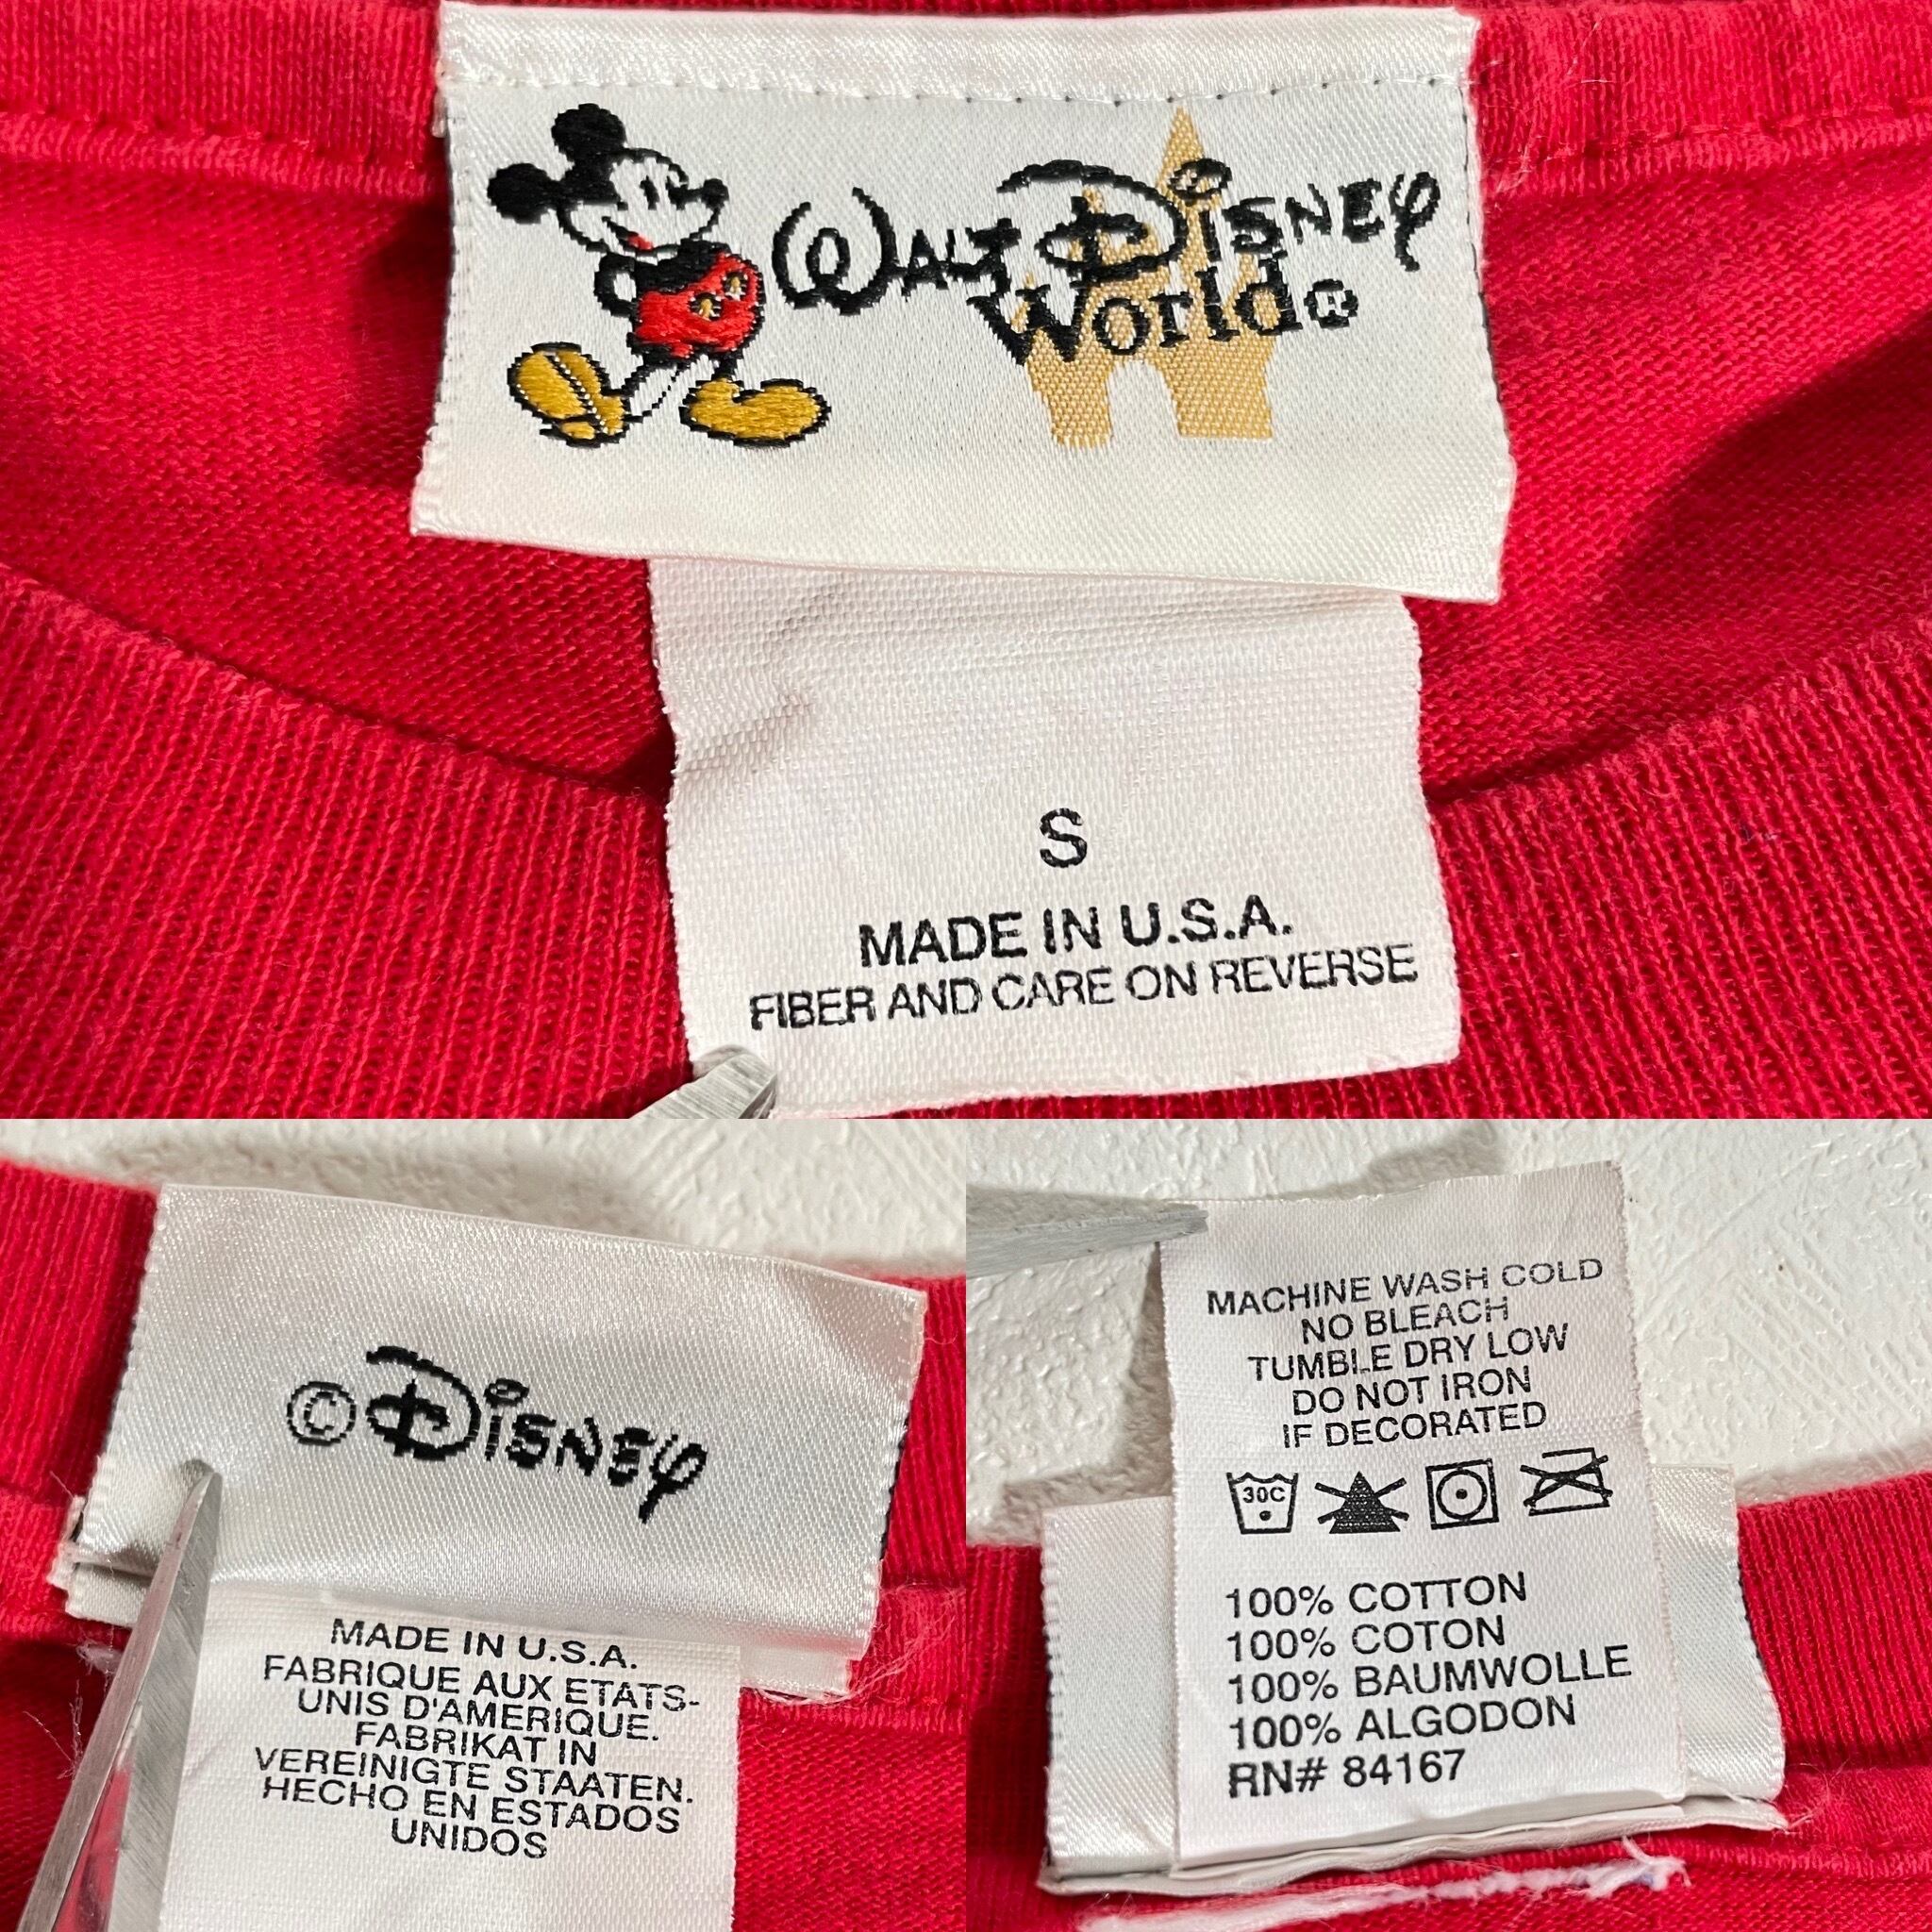 WALT DISNEY
World®
S
MADE IN U.S.A.
FIBER AND CARE ON REVERSE
©DISNEY
MADE IN U.S.A.
FABRIQUE AUX ETATS-
UNIS D'AMERIQUE.
FABRIKAT IN
VEREINIGTE STAATEN.
HECHO EN ESTADOS
UNIDOS
MACHINE WASH COLD
NO BLEACH
TUMBLE DRY LOW
DO NOT IRON
IF DECORATED
30C
100% COTTON
100% COTON
100% BAUMWOLLE
100% ALGODON
RN# 84167